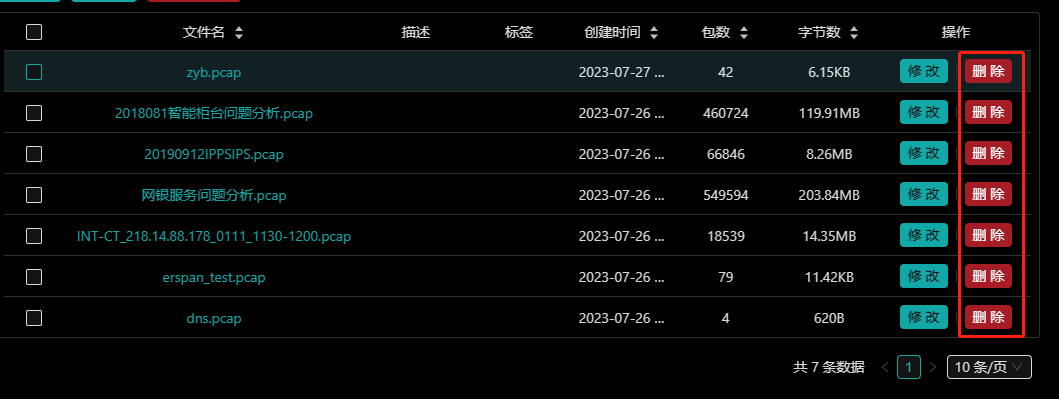 文件名 描述 标签 创建时间 包数 字节数 操作
zyb.pcap 2023-07-27 ... 42 6.15KB 修 改 删 除
2018081智能柜台问题分析.pcap 2023-07-26 ... 460724 119.91MB 修 改 删 除
20190912IPPSIPS.pcap 2023-07-26 ... 66846 8.26MB 修 改 删 除
网银服务问题分析.pcap 2023-07-26 ... 549594 203.84MB 修 改 删 除
INT-CT_218.14.88.178_0111_1130-1200.pcap 2023-07-26 ... 18539 14.35MB 修 改 删 除
erspan_test.pcap 2023-07-26 ... 79 11.42KB 修 改 删 除
dns.pcap 2023-07-26 ... 4 620B 修 改 删 除
共 7 条数据 < 1 > 10 条/页